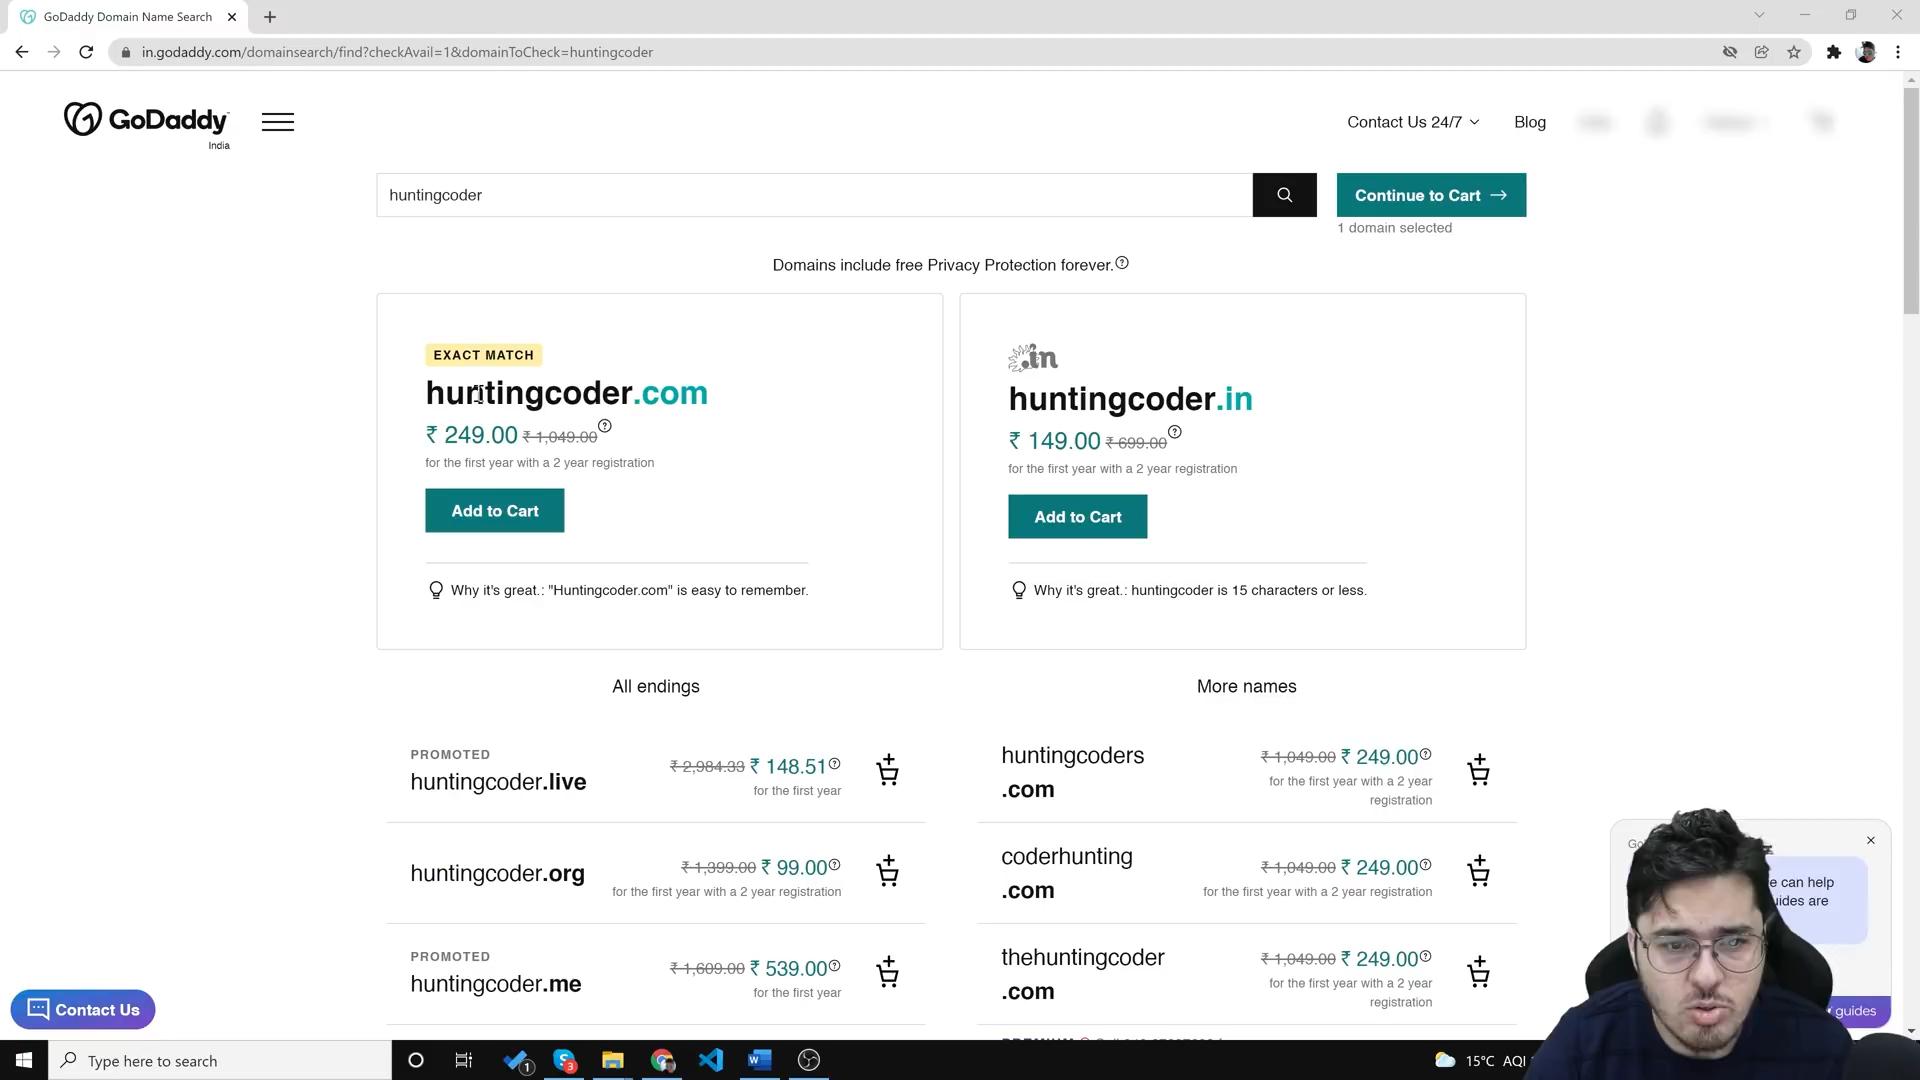 GoDaddy Domain Name Search
in.godaddy.com/domainsearch/find?checkAvail=1&domainToCheck=huntingcoder
GoDaddy
India
Contact Us 24/7
Blog
huntingcoder
Continue to Cart
1 domain selected
Domains include free Privacy Protection forever.
EXACT MATCH
huntingcoder.com
₹ 249.00 ₹ 1,049.00
for the first year with a 2 year registration
Add to Cart
Why it's great.: "Huntingcoder.com" is easy to remember.
.in
huntingcoder.in
₹ 149.00 ₹ 699.00
for the first year with a 2 year registration
Add to Cart
Why it's great.: huntingcoder is 15 characters or less.
All endings
PROMOTED
huntingcoder.live
₹ 2,984.33 ₹ 148.51
for the first year
huntingcoder.org
₹ 1,399.00 ₹ 99.00
for the first year with a 2 year registration
PROMOTED
huntingcoder.me
₹ 1,609.00 ₹ 539.00
for the first year
More names
huntingcoders
.com
₹ 1,049.00 ₹ 249.00
for the first year with a 2 year
registration
coderhunting
.com
₹ 1,049.00 ₹ 249.00
for the first year with a 2 year registration
thehuntingcoder
.com
₹ 1,049.00 ₹ 249.00
for the first year with a 2 year
registration
can help
guides
Contact Us
Type here to search
1
3
15°C AQI